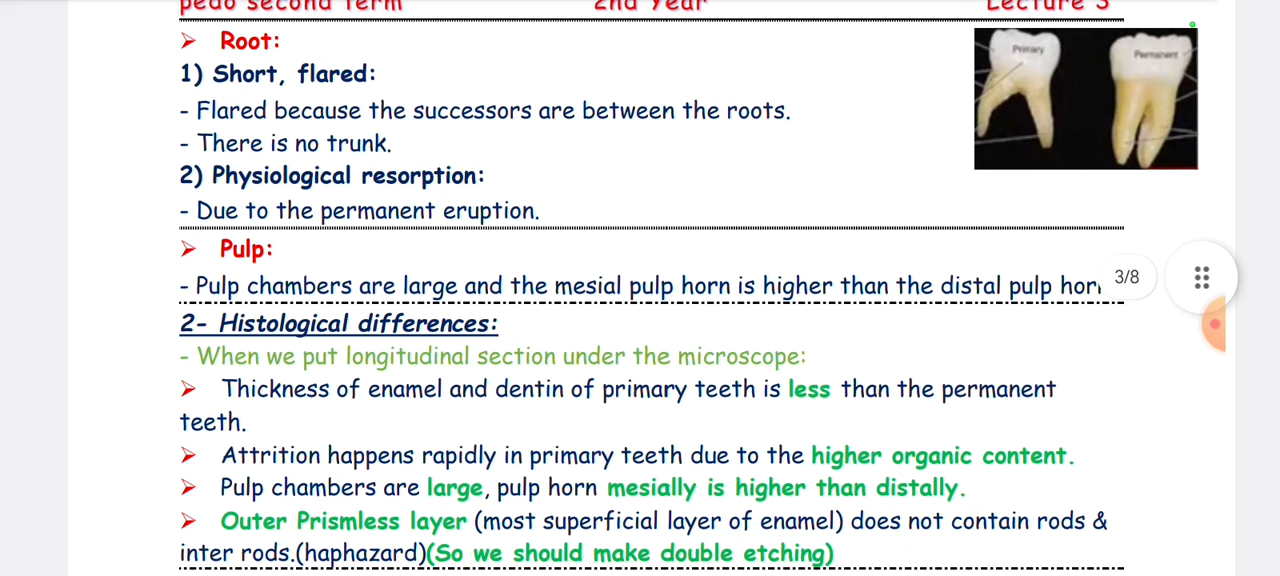 pedo second term 2nd Year Lecture 3
➤ Root:
Primary Permanent
1) Short, flared:
- Flared because the successors are between the roots.
- There is no trunk.
2) Physiological resorption:
- Due to the permanent eruption.
➤ Pulp:
- Pulp chambers are large and the mesial pulp horn is higher than the distal pulp horn
3/8
2- Histological differences:
- When we put longitudinal section under the microscope:
➤ Thickness of enamel and dentin of primary teeth is less than the permanent
teeth.
➤ Attrition happens rapidly in primary teeth due to the higher organic content.
➤ Pulp chambers are large, pulp horn mesially is higher than distally.
➤ Outer Prismless layer (most superficial layer of enamel) does not contain rods &
inter rods.(haphazard)(So we should make double etching)